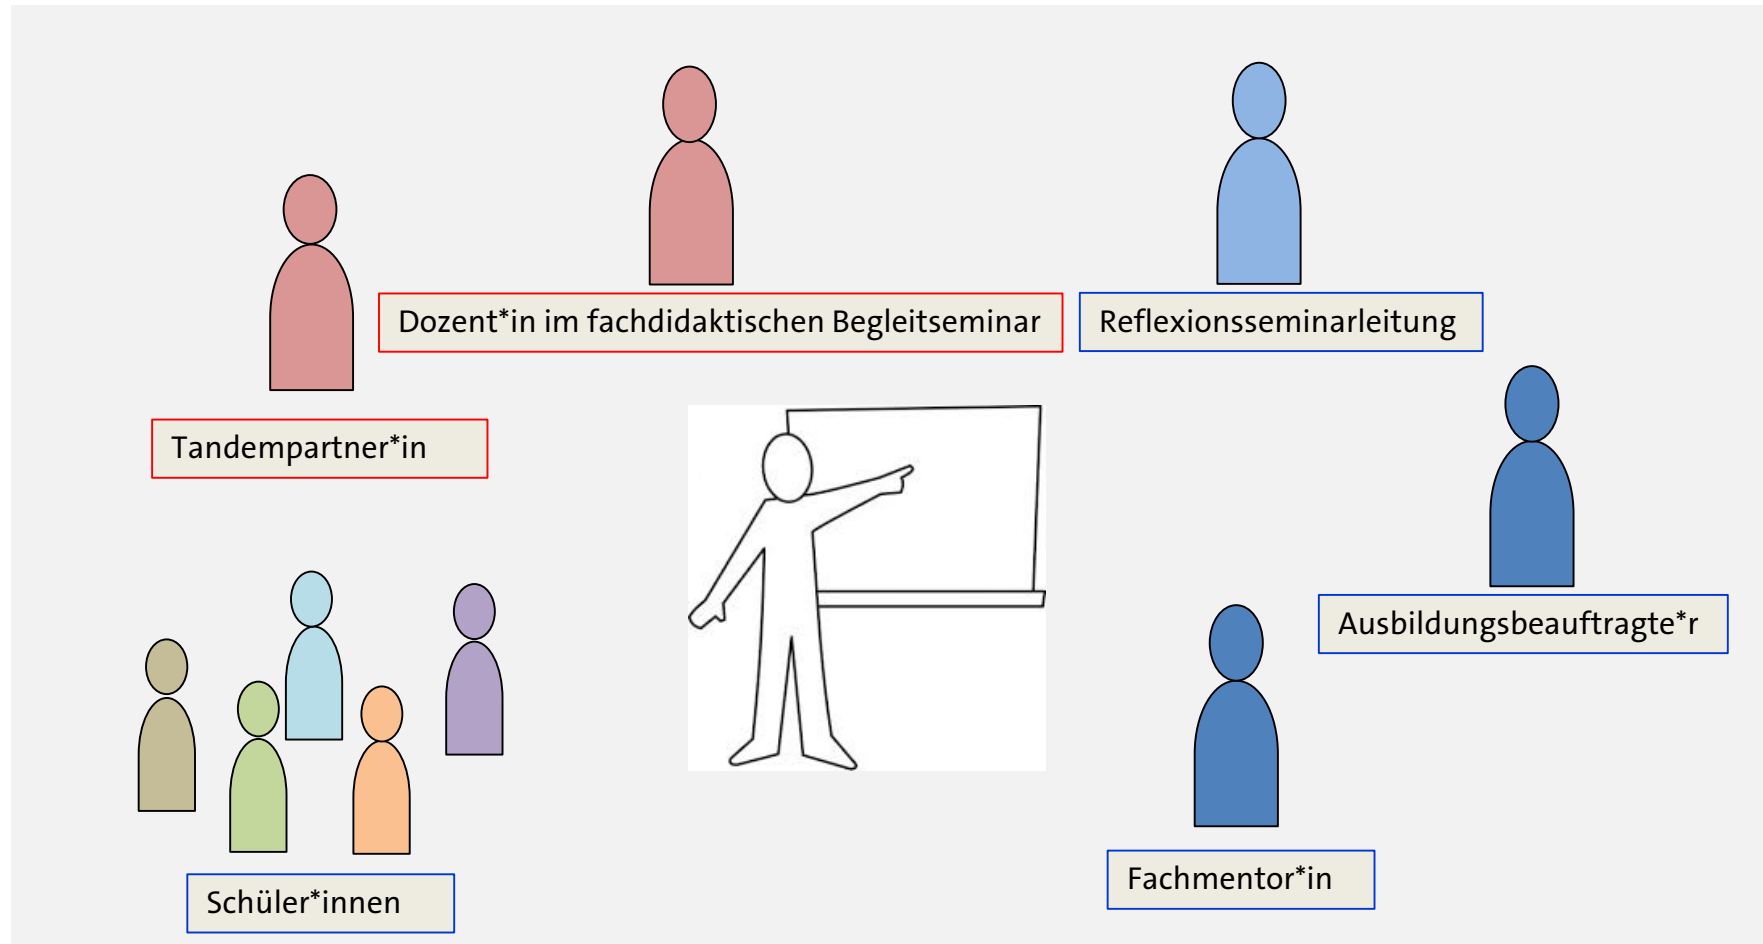 Dozent*in im fachdidaktischen Begleitseminar
Reflexionsseminarleitung
Tandempartner*in
Ausbildungsbeauftragte*r
Fachmentor*in
Schüler*innen